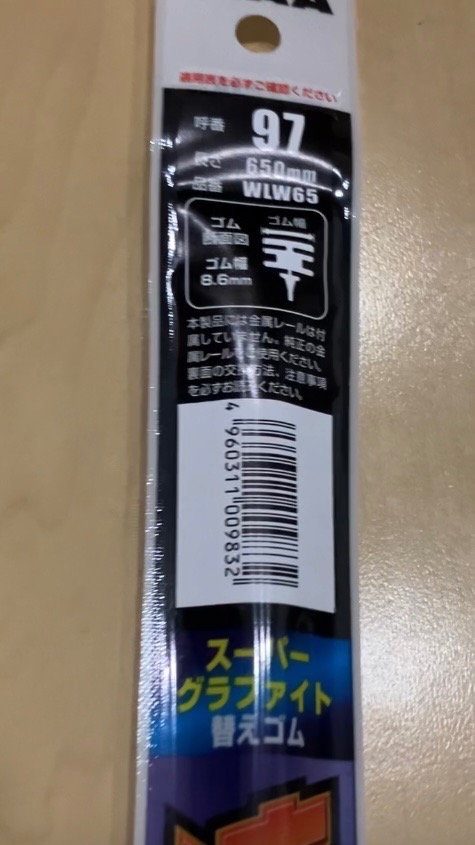 適用表を必ずご確認ください
呼番 97
長さ 650mm
品番 WLW65
ゴム
断面図
ゴム幅
ゴム幅
8.6mm
本製品には金属レールは付
属していません。純正の金
属レールをご使用ください。
裏面の交換方法、注意事項
を必ずお読みください。
4 960311 009832
スーパー
グラファイト
替えゴム